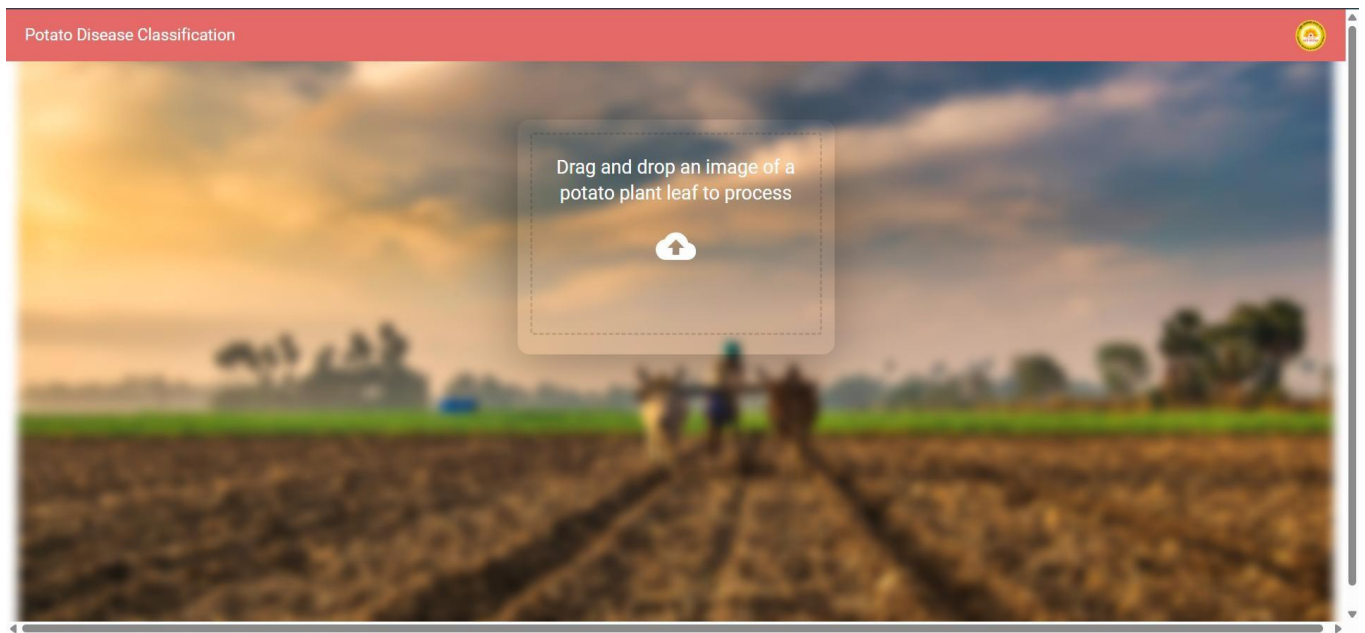 Potato Disease Classification
Drag and drop an image of a
potato plant leaf to process